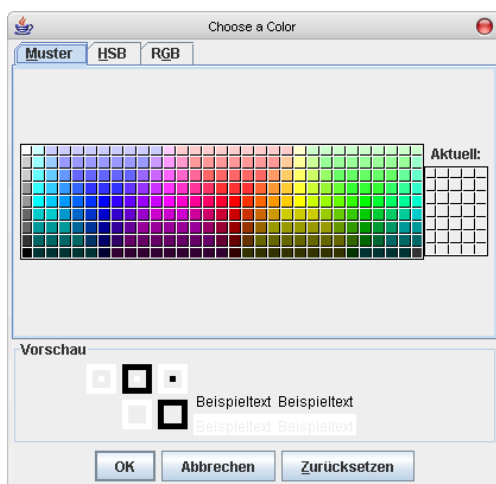 Choose a Color
Muster HSB RGB
Aktuell:
Vorschau
Beispieltext Beispieltext
Beispieltext Beispieltext
OK Abbrechen Zurücksetzen